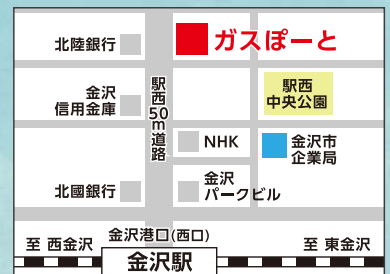 北陸銀行
ガスぽーと
金沢
信用金庫
駅西50m道路
駅西
中央公園
NHK
金沢市
企業局
北國銀行
金沢
パークビル
至 西金沢
金沢港口(西口)
至 東金沢
金沢駅